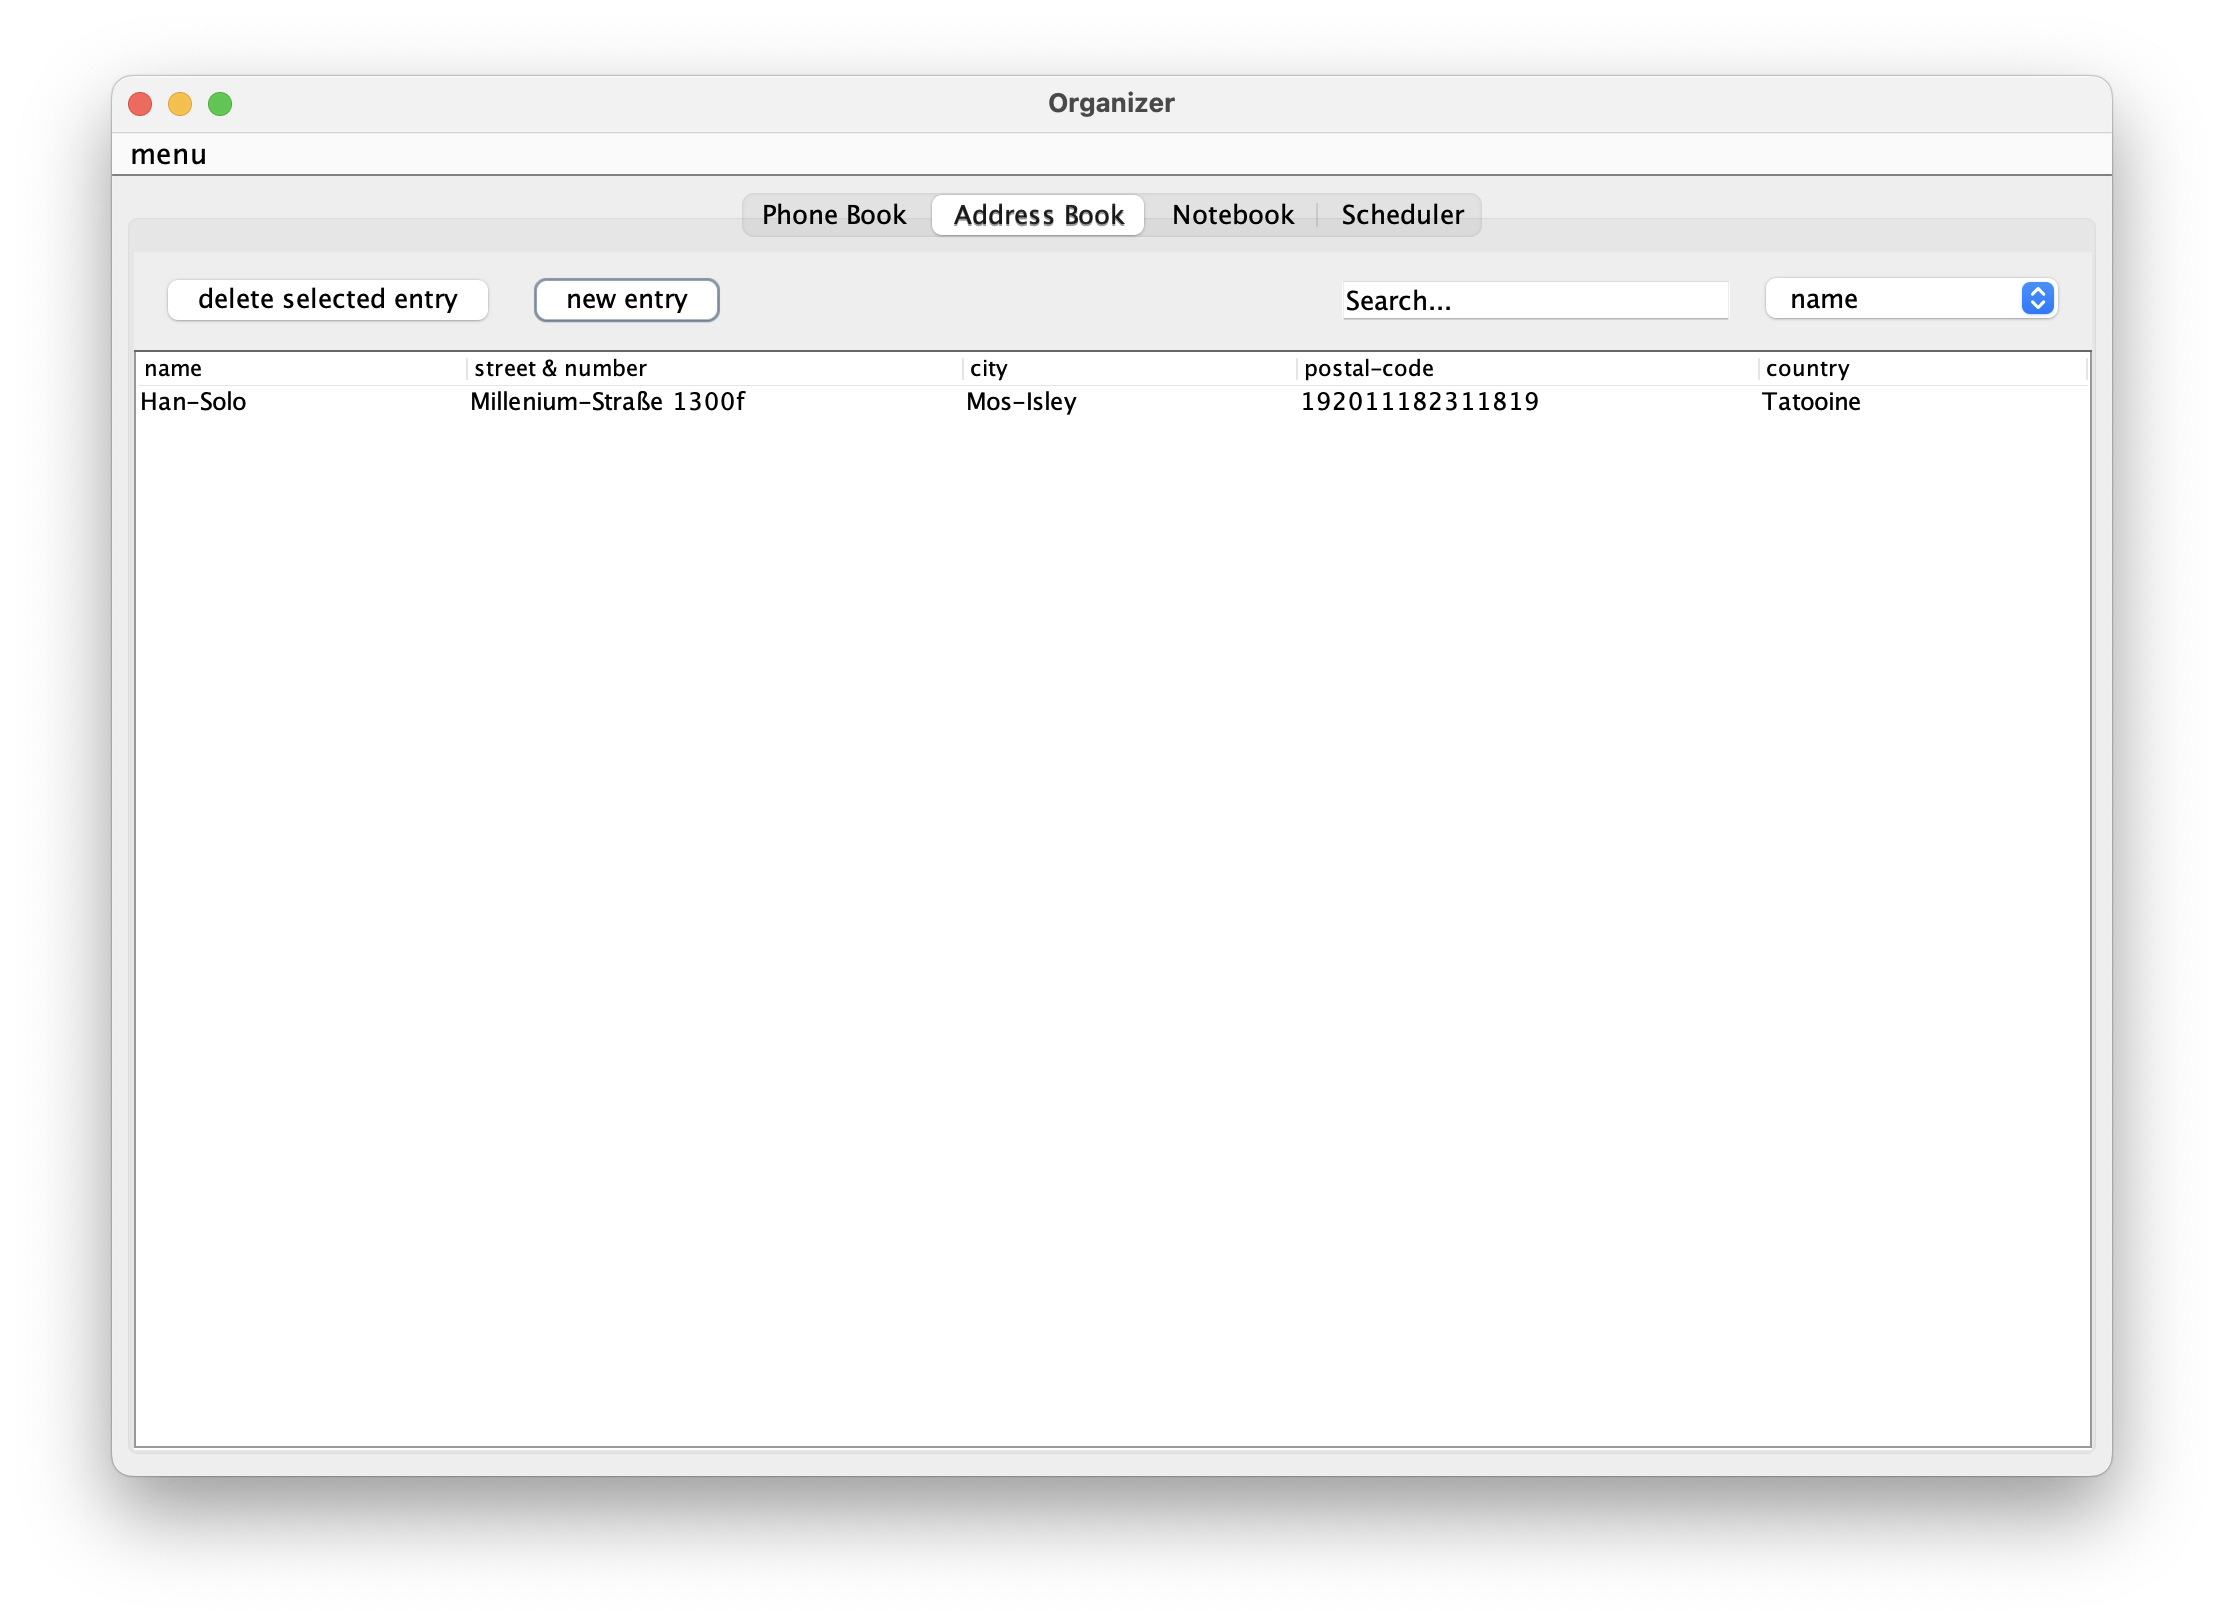 Organizer
menu
Phone Book Address Book Notebook Scheduler
delete selected entry new entry Search... name
name street & number city postal-code country
Han-Solo Millenium-Straße 1300f Mos-Isley 192011182311819 Tatooine